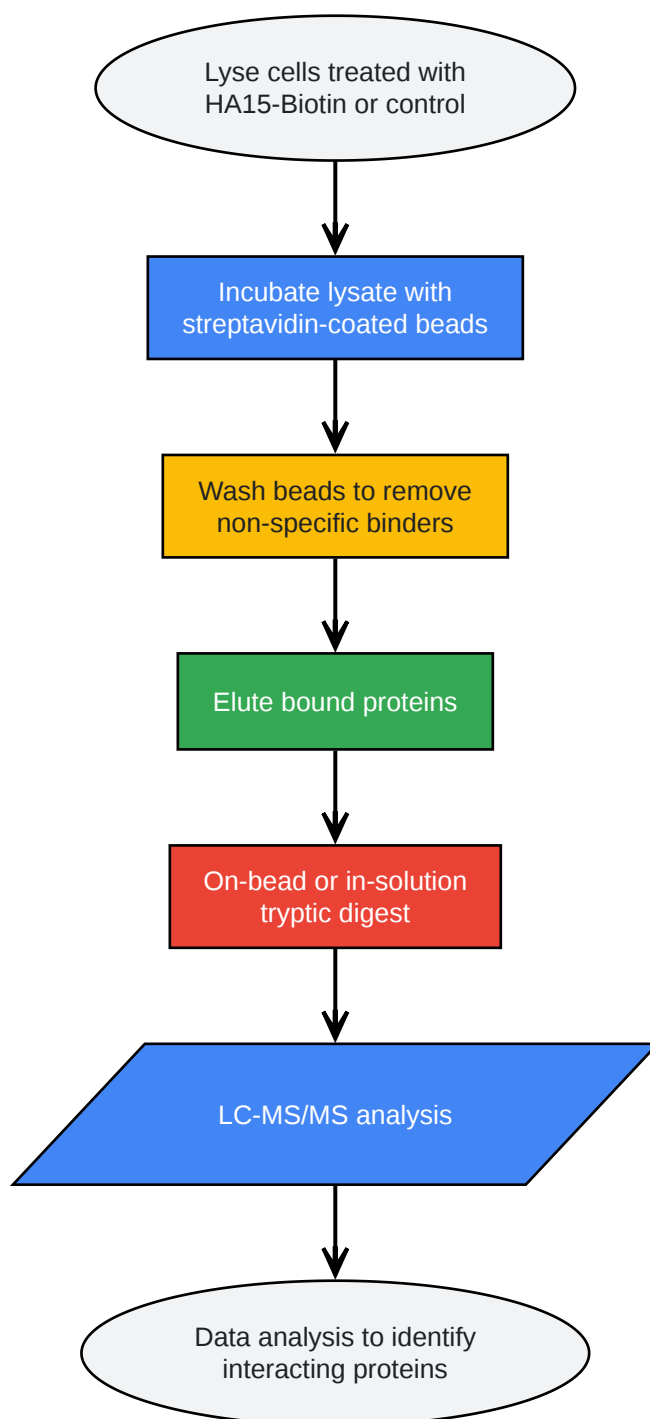 Lyse cells treated with
HA15-Biotin or control
Incubate lysate with
streptavidin-coated beads
Wash beads to remove
non-specific binders
Elute bound proteins
On-bead or in-solution
tryptic digest
LC-MS/MS analysis
Data analysis to identify
interacting proteins